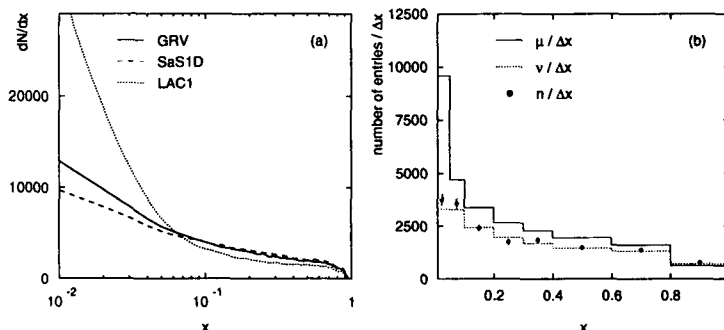 dN/dx
GRV
SaS1D
LAC1
(a)
20000
10000
0
10⁻²
10⁻¹
1
x
number of entries / Δx
12500
10000
7500
5000
2500
0
μ / Δx
ν / Δx
n / Δx
(b)
0.2
0.4
0.6
0.8
x